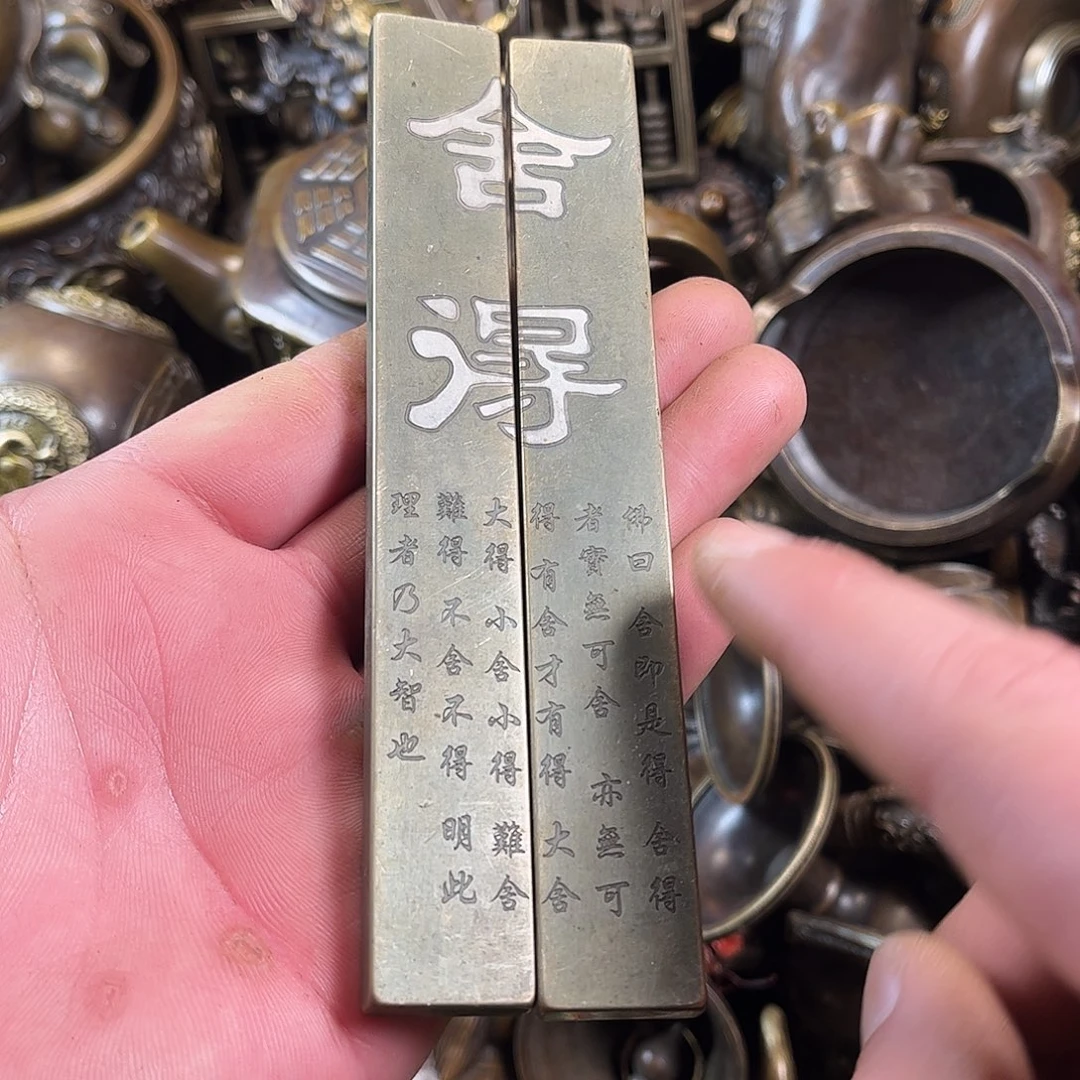 舍得
佛曰 舍即是得 舍得
者實無可舍 亦無可
得 有舍才有得 大舍
大得 小舍小得 難舍
難得 不舍不得 明此
理者乃大智也